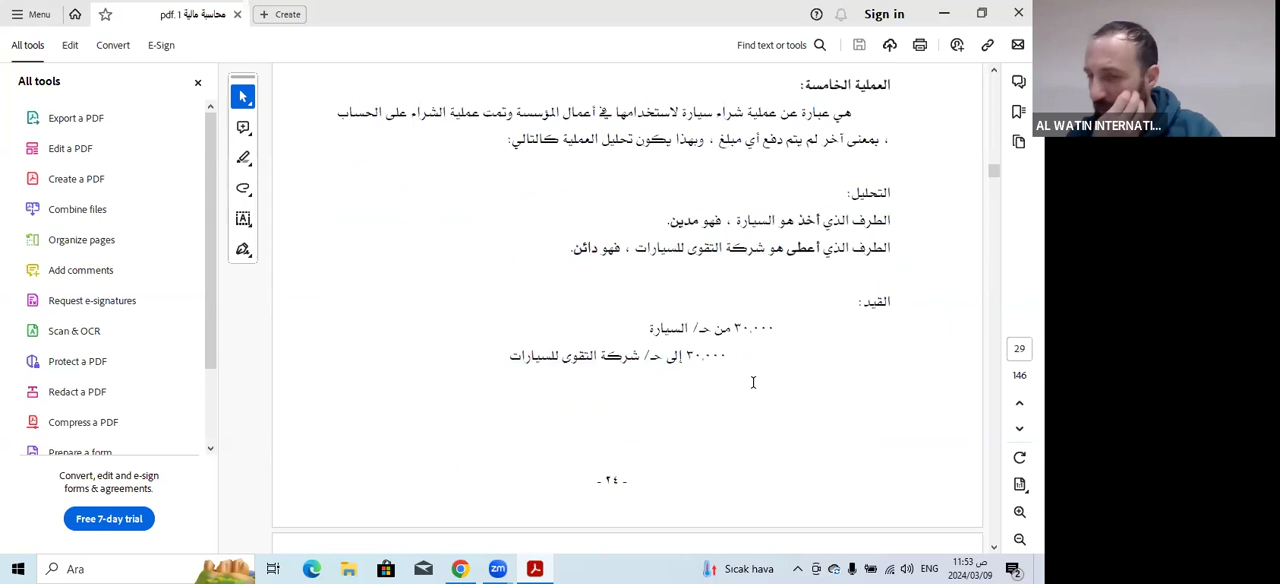 Menu
محاسبة مالية 1.pdf
Create
Sign in
All tools
Edit
Convert
E-Sign
Find text or tools
All tools
Export a PDF
Edit a PDF
Create a PDF
Combine files
Organize pages
Add comments
Request e-signatures
Scan & OCR
Protect a PDF
Redact a PDF
Compress a PDF
Prepare a form
Convert, edit and e-sign
forms & agreements.
Free 7-day trial
العملية الخامسة:
هي عبارة عن عملية شراء سيارة لاستخدامها في أعمال المؤسسة وتمت عملية الشراء على الحساب
، بمعنى آخر لم يتم دفع أي مبلغ ، وبهذا يكون تحليل العملية كالتالي:
التحليل:
الطرف الذي أخذ هو السيارة ، فهو مدين.
الطرف الذي أعطى هو شركة التقوى للسيارات ، فهو دائن.
القيد:
٣٠,٠٠٠ من حـ/ السيارة
٣٠,٠٠٠ إلى حـ/ شركة التقوى للسيارات
- ٢٤ -
29
146
AL WATIN INTERNATI...
Ara
zm
Sıcak hava
ENG
11:53 ص
2024/03/09
2